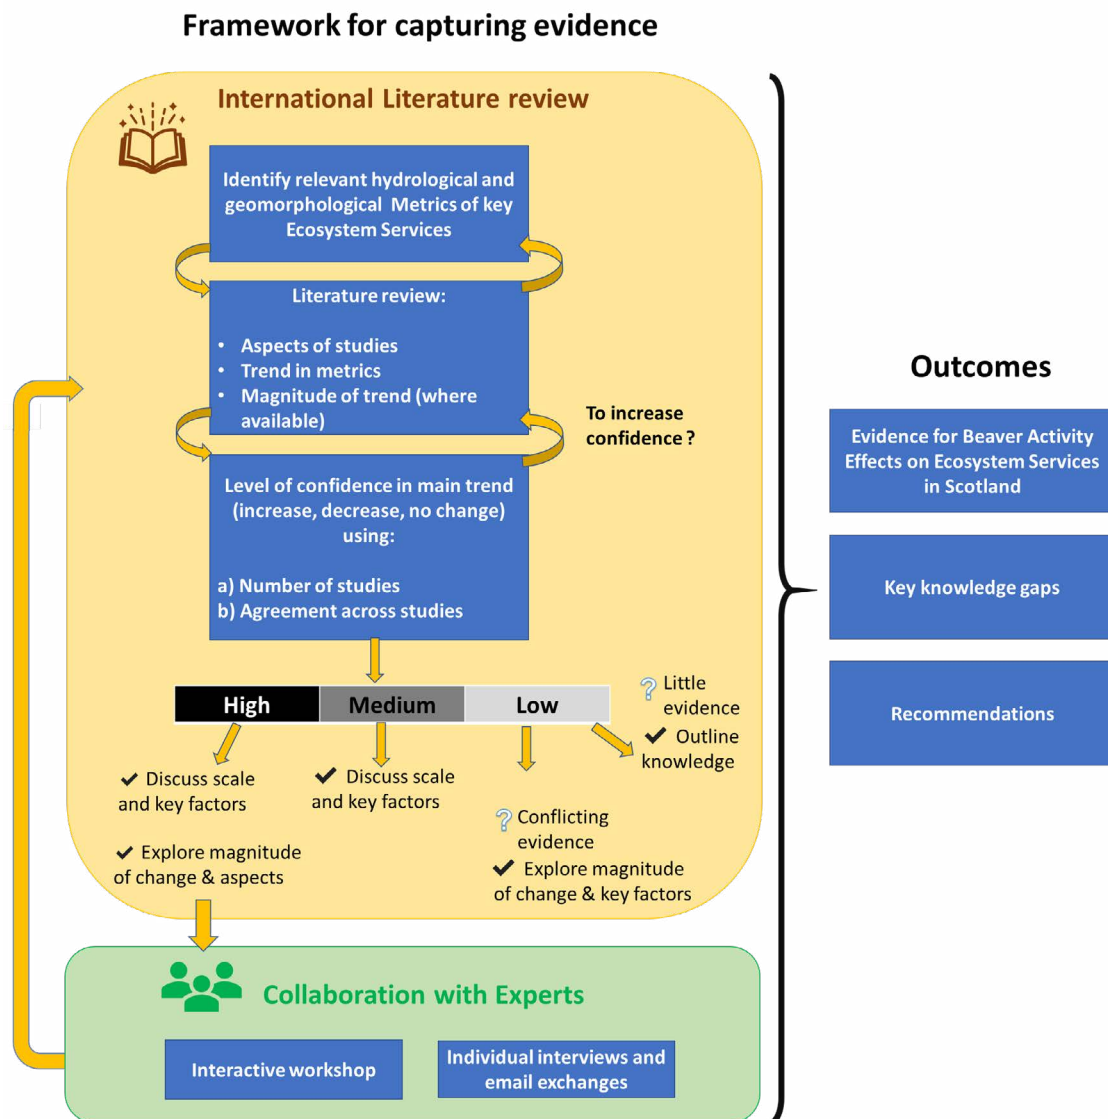 Framework for capturing evidence
International Literature review
Identify relevant hydrological and
geomorphological Metrics of key
Ecosystem Services
Literature review:
• Aspects of studies
• Trend in metrics
• Magnitude of trend (where
available)
To increase
confidence ?
Level of confidence in main trend
(increase, decrease, no change)
using:
a) Number of studies
b) Agreement across studies
High
Medium
Low
? Little
evidence
✔ Outline
knowledge
✔ Discuss scale
and key factors
✔ Explore magnitude
of change & aspects
✔ Discuss scale
and key factors
? Conflicting
evidence
✔ Explore magnitude
of change & key factors
Collaboration with Experts
Interactive workshop
Individual interviews and
email exchanges
Outcomes
Evidence for Beaver Activity
Effects on Ecosystem Services
in Scotland
Key knowledge gaps
Recommendations